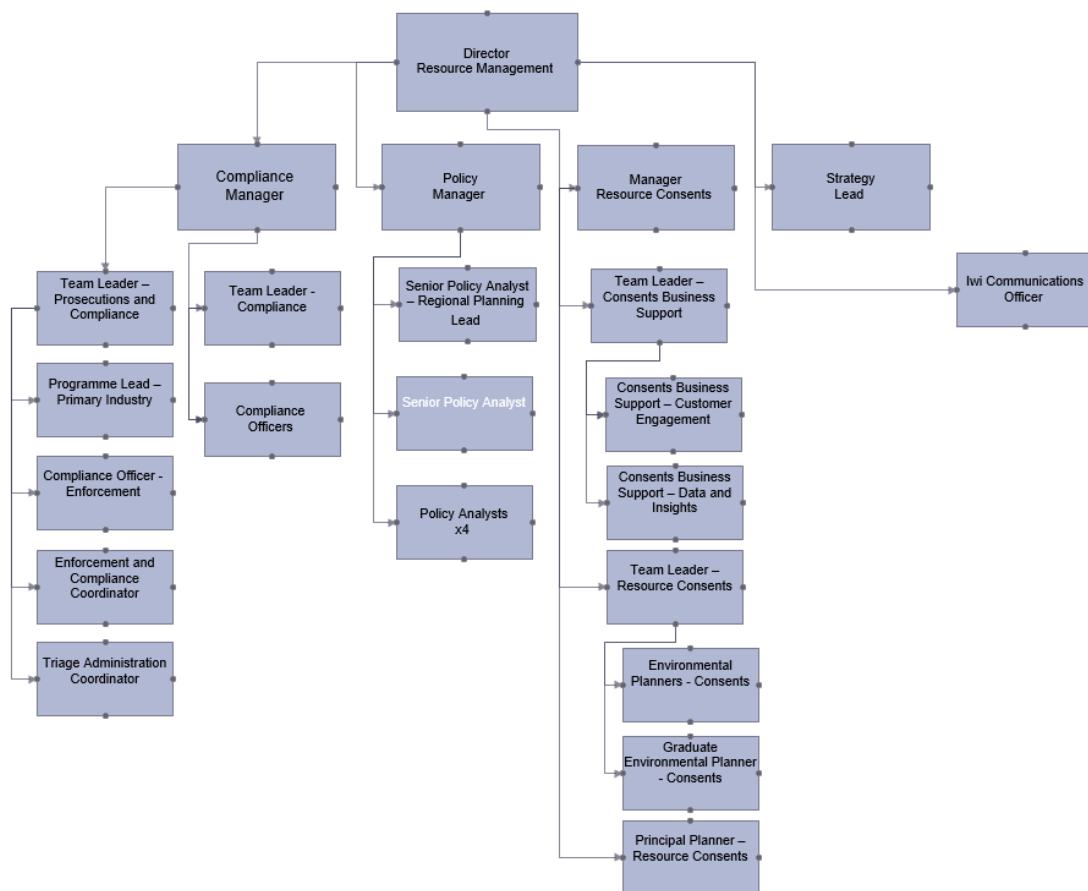 Director
Resource Management
Compliance
Manager
Policy
Manager
Manager
Resource Consents
Strategy
Lead
Team Leader –
Prosecutions and
Compliance
Team Leader -
Compliance
Senior Policy Analyst
– Regional Planning
Lead
Team Leader –
Consents Business
Support
Iwi Communications
Officer
Programme Lead –
Primary Industry
Compliance
Officers
Senior Policy Analyst
Consents Business
Support – Customer
Engagement
Compliance Officer -
Enforcement
Policy Analysts
x4
Consents Business
Support – Data and
Insights
Enforcement and
Compliance
Coordinator
Team Leader –
Resource Consents
Triage Administration
Coordinator
Environmental
Planners - Consents
Graduate
Environmental Planner
- Consents
Principal Planner –
Resource Consents